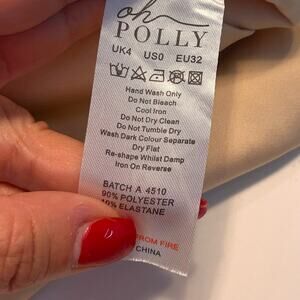 oh
POLLY
UK4 US0 EU32
Hand Wash Only
Do Not Bleach
Cool Iron
Do Not Dry Clean
Do Not Tumble Dry
Wash Dark Colour Separate
Dry Flat
Re-shape Whilst Damp
Iron On Reverse
BATCH A 4510
90% POLYESTER
10% ELASTANE
FROM FIRE
CHINA